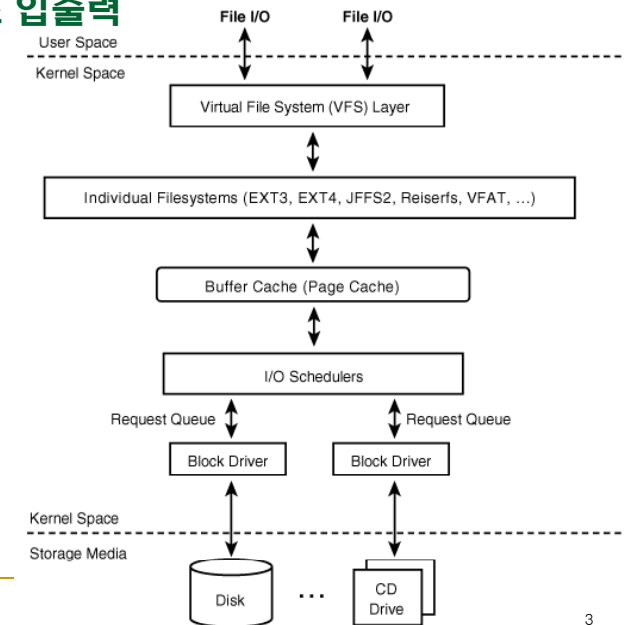 입출력
File I/O File I/O
User Space
Kernel Space
Virtual File System (VFS) Layer
Individual Filesystems (EXT3, EXT4, JFFS2, Reiserfs, VFAT, ...)
Buffer Cache (Page Cache)
I/O Schedulers
Request Queue Request Queue
Block Driver Block Driver
Kernel Space
Storage Media
Disk ... CD
Drive
3